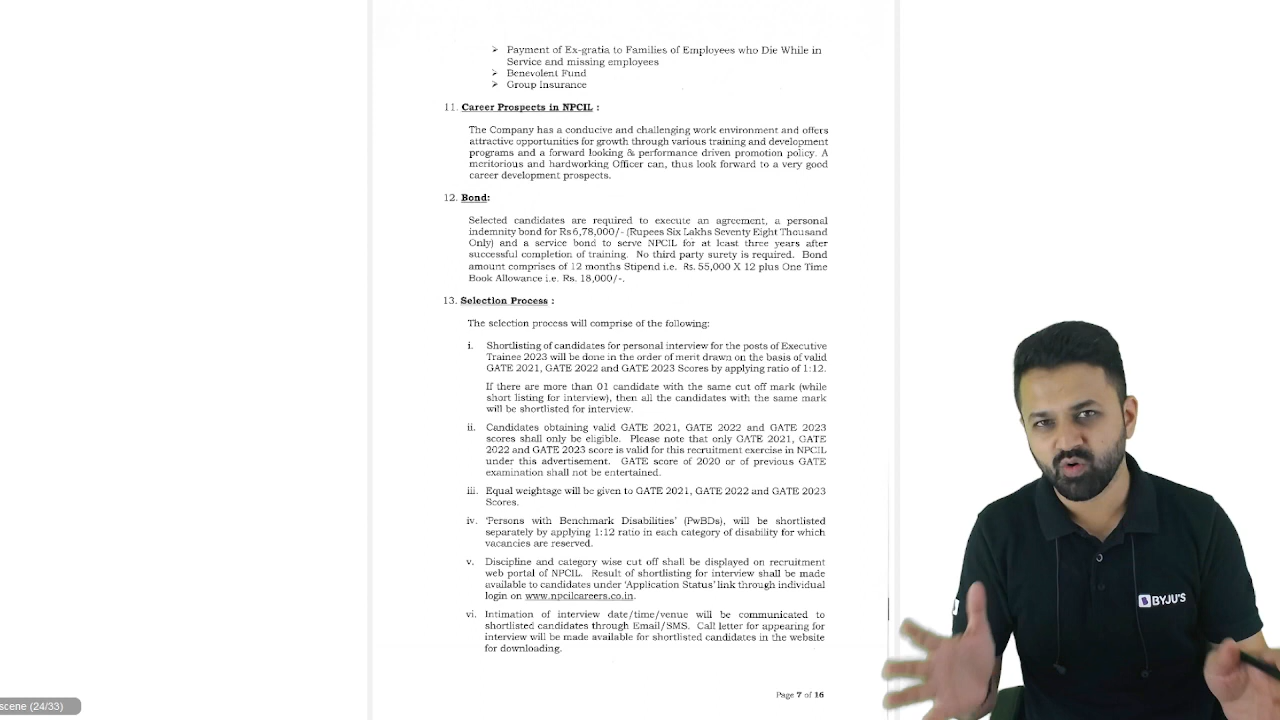 ➢ Payment of Ex-gratia to Families of Employees who Die While in
Service and missing employees
➢ Benevolent Fund
➢ Group Insurance
11. Career Prospects in NPCIL :
The Company has a conducive and challenging work environment and offers
attractive opportunities for growth through various training and development
programs and a forward looking & performance driven promotion policy. A
meritorious and hardworking Officer can, thus look forward to a very good
career development prospects.
12. Bond:
Selected candidates are required to execute an agreement, a personal
indemnity bond for Rs6,78,000/- (Rupees Six Lakhs Seventy Eight Thousand
Only) and a service bond to serve NPCIL for at least three years after
successful completion of training. No third party surety is required. Bond
amount comprises of 12 months Stipend i.e. Rs. 55,000 X 12 plus One Time
Book Allowance i.e. Rs. 18,000/-.
13. Selection Process :
The selection process will comprise of the following:
i. Shortlisting of candidates for personal interview for the posts of Executive
Trainee 2023 will be done in the order of merit drawn on the basis of valid
GATE 2021, GATE 2022 and GATE 2023 Scores by applying ratio of 1:12.
If there are more than 01 candidate with the same cut off mark (while
short listing for interview), then all the candidates with the same mark
will be shortlisted for interview.
ii. Candidates obtaining valid GATE 2021, GATE 2022 and GATE 2023
scores shall only be eligible. Please note that only GATE 2021, GATE
2022 and GATE 2023 score is valid for this recruitment exercise in NPCIL
under this advertisement. GATE score of 2020 or of previous GATE
examination shall not be entertained.
iii. Equal weightage will be given to GATE 2021, GATE 2022 and GATE 2023
Scores.
iv. 'Persons with Benchmark Disabilities' (PwBDs), will be shortlisted
separately by applying 1:12 ratio in each category of disability for which
vacancies are reserved.
v. Discipline and category wise cut off shall be displayed on recruitment
web portal of NPCIL. Result of shortlisting for interview shall be made
available to candidates under 'Application Status' link through individual
login on www.npcilcareers.co.in.
vi. Intimation of interview date/time/venue will be communicated to
shortlisted candidates through Email/SMS. Call letter for appearing for
interview will be made available for shortlisted candidates in the website
for downloading.
Page 7 of 16
BYJU'S
scene (24/33)